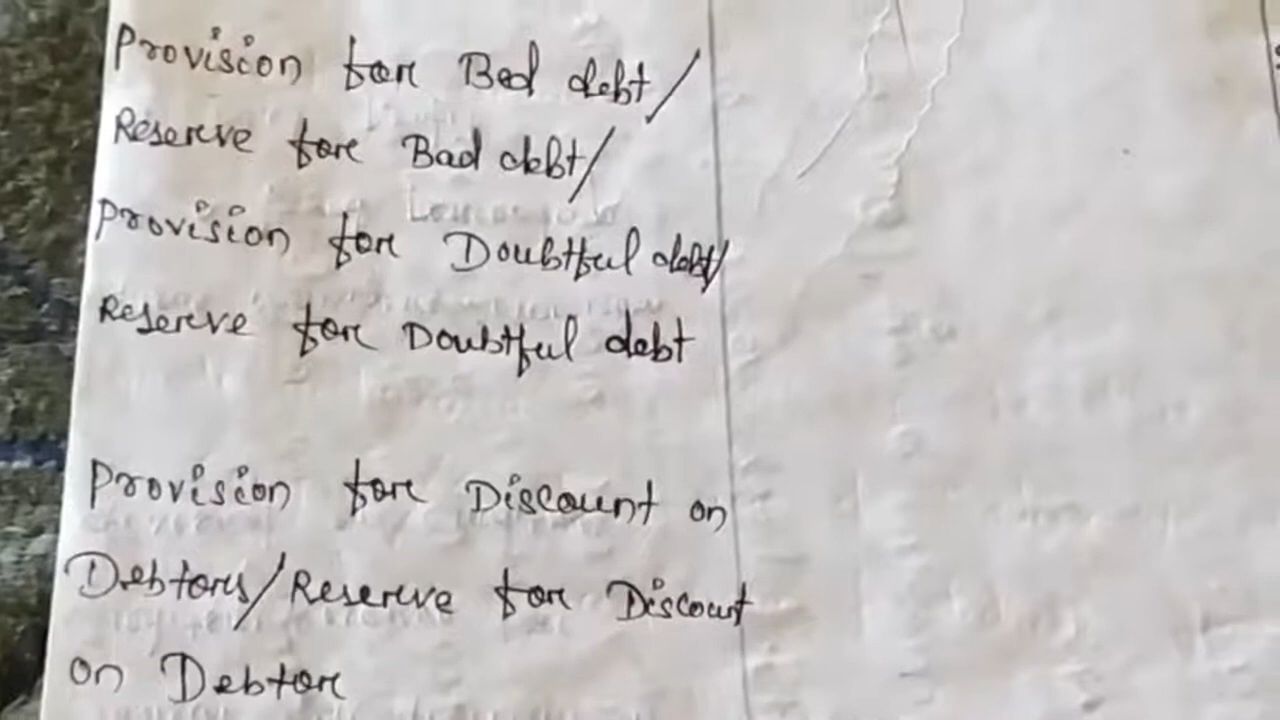 Provision for Bad debt/
Reserve for Bad debt/
Provision for Doubtful debt/
Reserve for Doubtful debt
Provision for Discount on
Debtors/Reserve for Discount
on Debtor